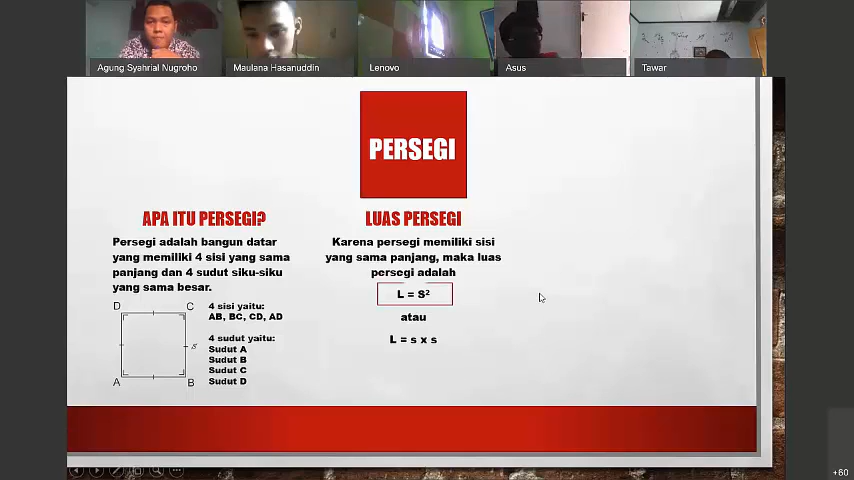 Agung Syahrial Nugroho
Maulana Hasanuddin
Lenovo
Asus
Tawar
PERSEGI
APA ITU PERSEGI?
Persegi adalah bangun datar
yang memiliki 4 sisi yang sama
panjang dan 4 sudut siku-siku
yang sama besar.
D
C
A
B
s
4 sisi yaitu:
AB, BC, CD, AD
4 sudut yaitu:
Sudut A
Sudut B
Sudut C
Sudut D
LUAS PERSEGI
Karena persegi memiliki sisi
yang sama panjang, maka luas
persegi adalah
L = S²
atau
L = s x s
+60